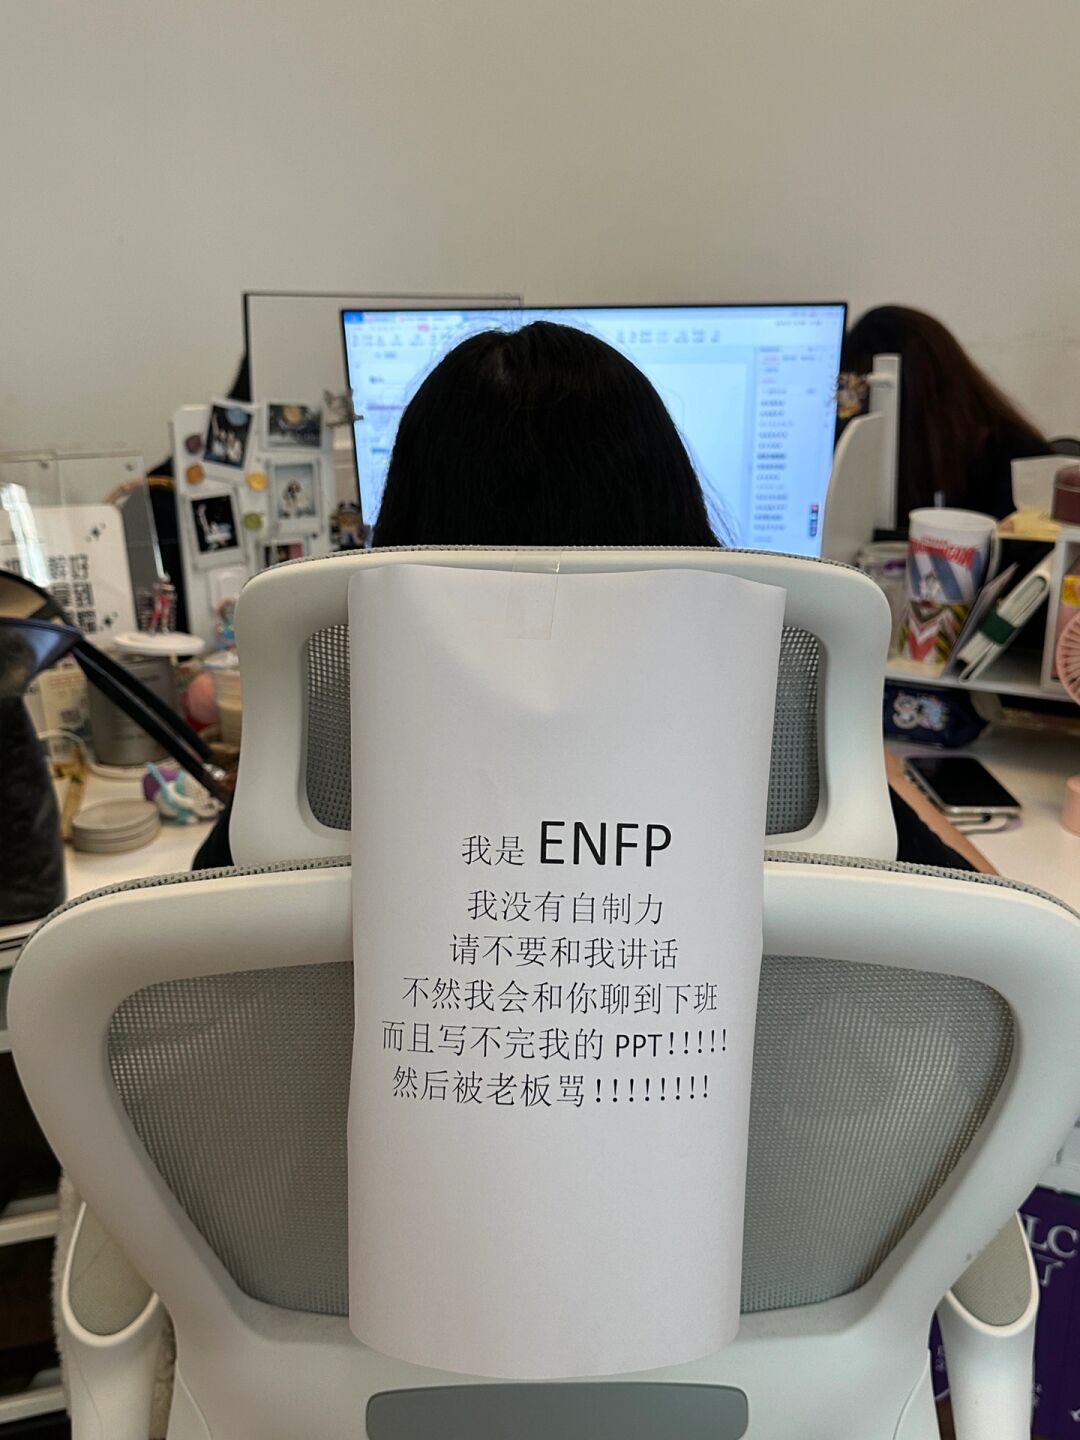 我是 ENFP
我没有自制力
请不要和我讲话
不然我会和你聊到下班
而且写不完我的 PPT!!!!!
然后被老板骂!!!!!!!!
LC